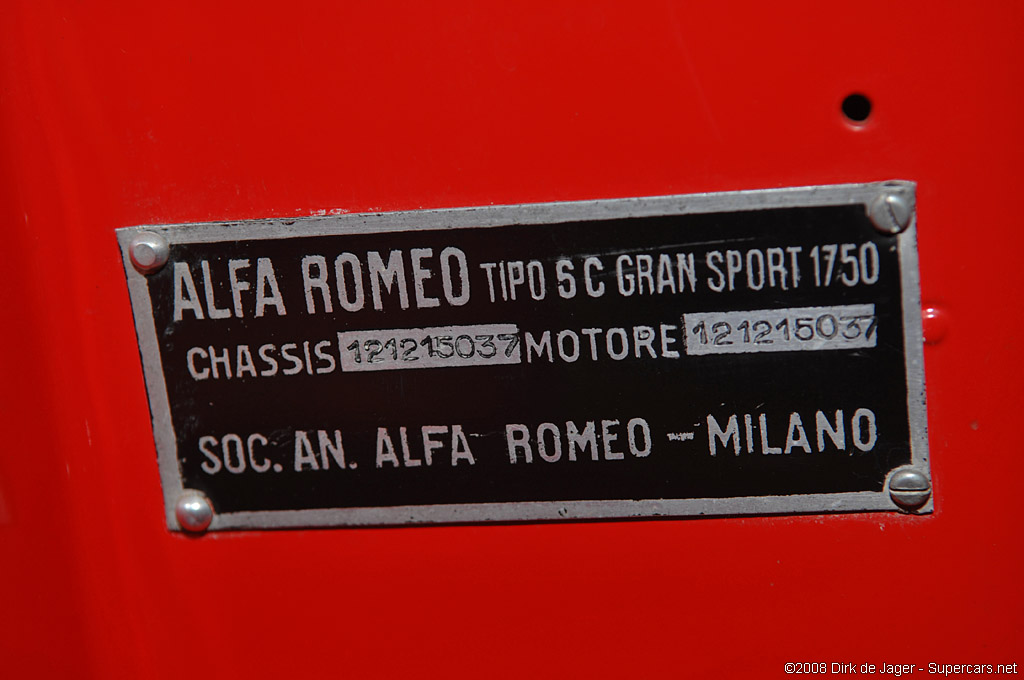 ALFA ROMEO TIPO 6C GRAN SPORT 1750
CHASSIS 121215037 MOTORE 121215037
SOC. AN. ALFA ROMEO - MILANO
©2008 Dirk de Jager - Supercars.net